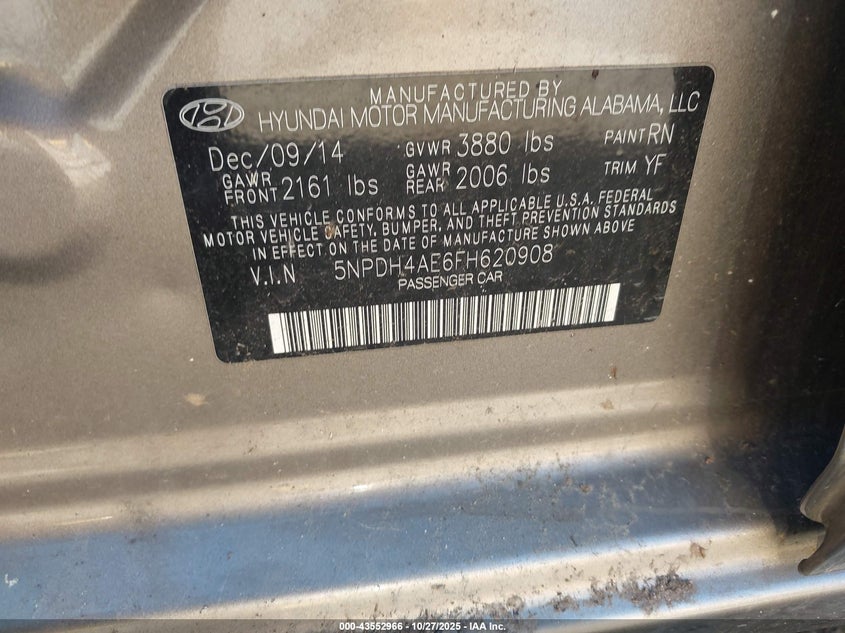 MANUFACTURED BY
HYUNDAI MOTOR MANUFACTURING ALABAMA, LLC
Dec/09/14 GVWR 3880 lbs PAINT RN
GAWR FRONT 2161 lbs GAWR REAR 2006 lbs TRIM YF
THIS VEHICLE CONFORMS TO ALL APPLICABLE U.S.A. FEDERAL
MOTOR VEHICLE SAFETY, BUMPER, AND THEFT PREVENTION STANDARDS
IN EFFECT ON THE DATE OF MANUFACTURE SHOWN ABOVE
V.I.N 5NPDH4AE6FH620908
PASSENGER CAR
000-43552966 - 10/27/2025 - IAA Inc.